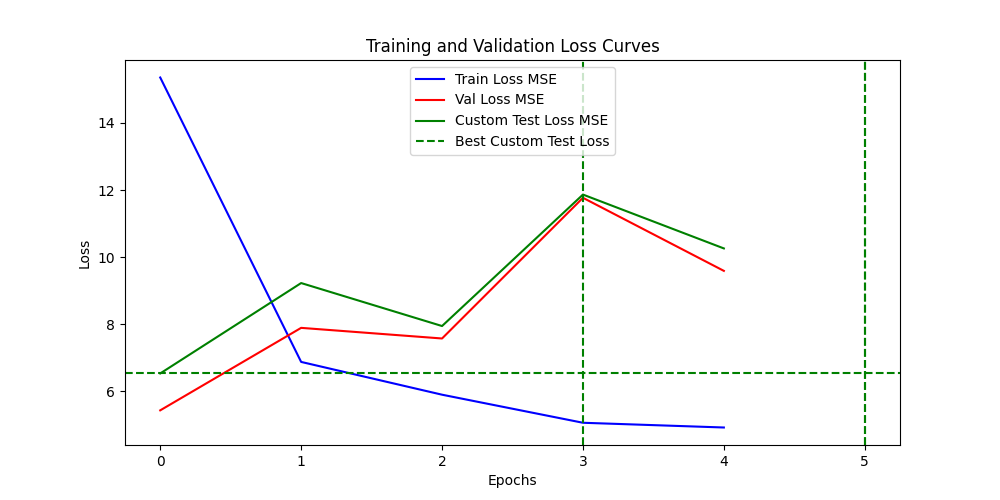 Training and Validation Loss Curves
Train Loss MSE
Val Loss MSE
Custom Test Loss MSE
Best Custom Test Loss
Loss
14
12
10
8
6
0 1 2 3 4 5
Epochs